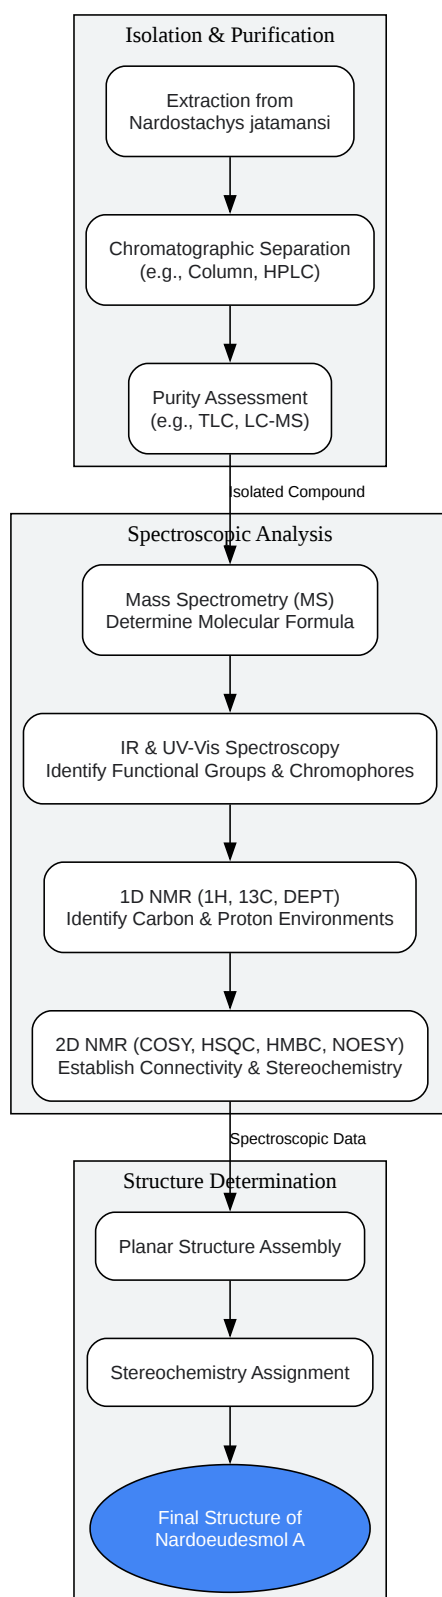 Isolation & Purification
Extraction from
Nardostachys jatamansi
Chromatographic Separation
(e.g., Column, HPLC)
Purity Assessment
(e.g., TLC, LC-MS)
Isolated Compound
Spectroscopic Analysis
Mass Spectrometry (MS)
Determine Molecular Formula
IR & UV-Vis Spectroscopy
Identify Functional Groups & Chromophores
1D NMR (1H, 13C, DEPT)
Identify Carbon & Proton Environments
2D NMR (COSY, HSQC, HMBC, NOESY)
Establish Connectivity & Stereochemistry
Spectroscopic Data
Structure Determination
Planar Structure Assembly
Stereochemistry Assignment
Final Structure of
Nardoeudesmol A